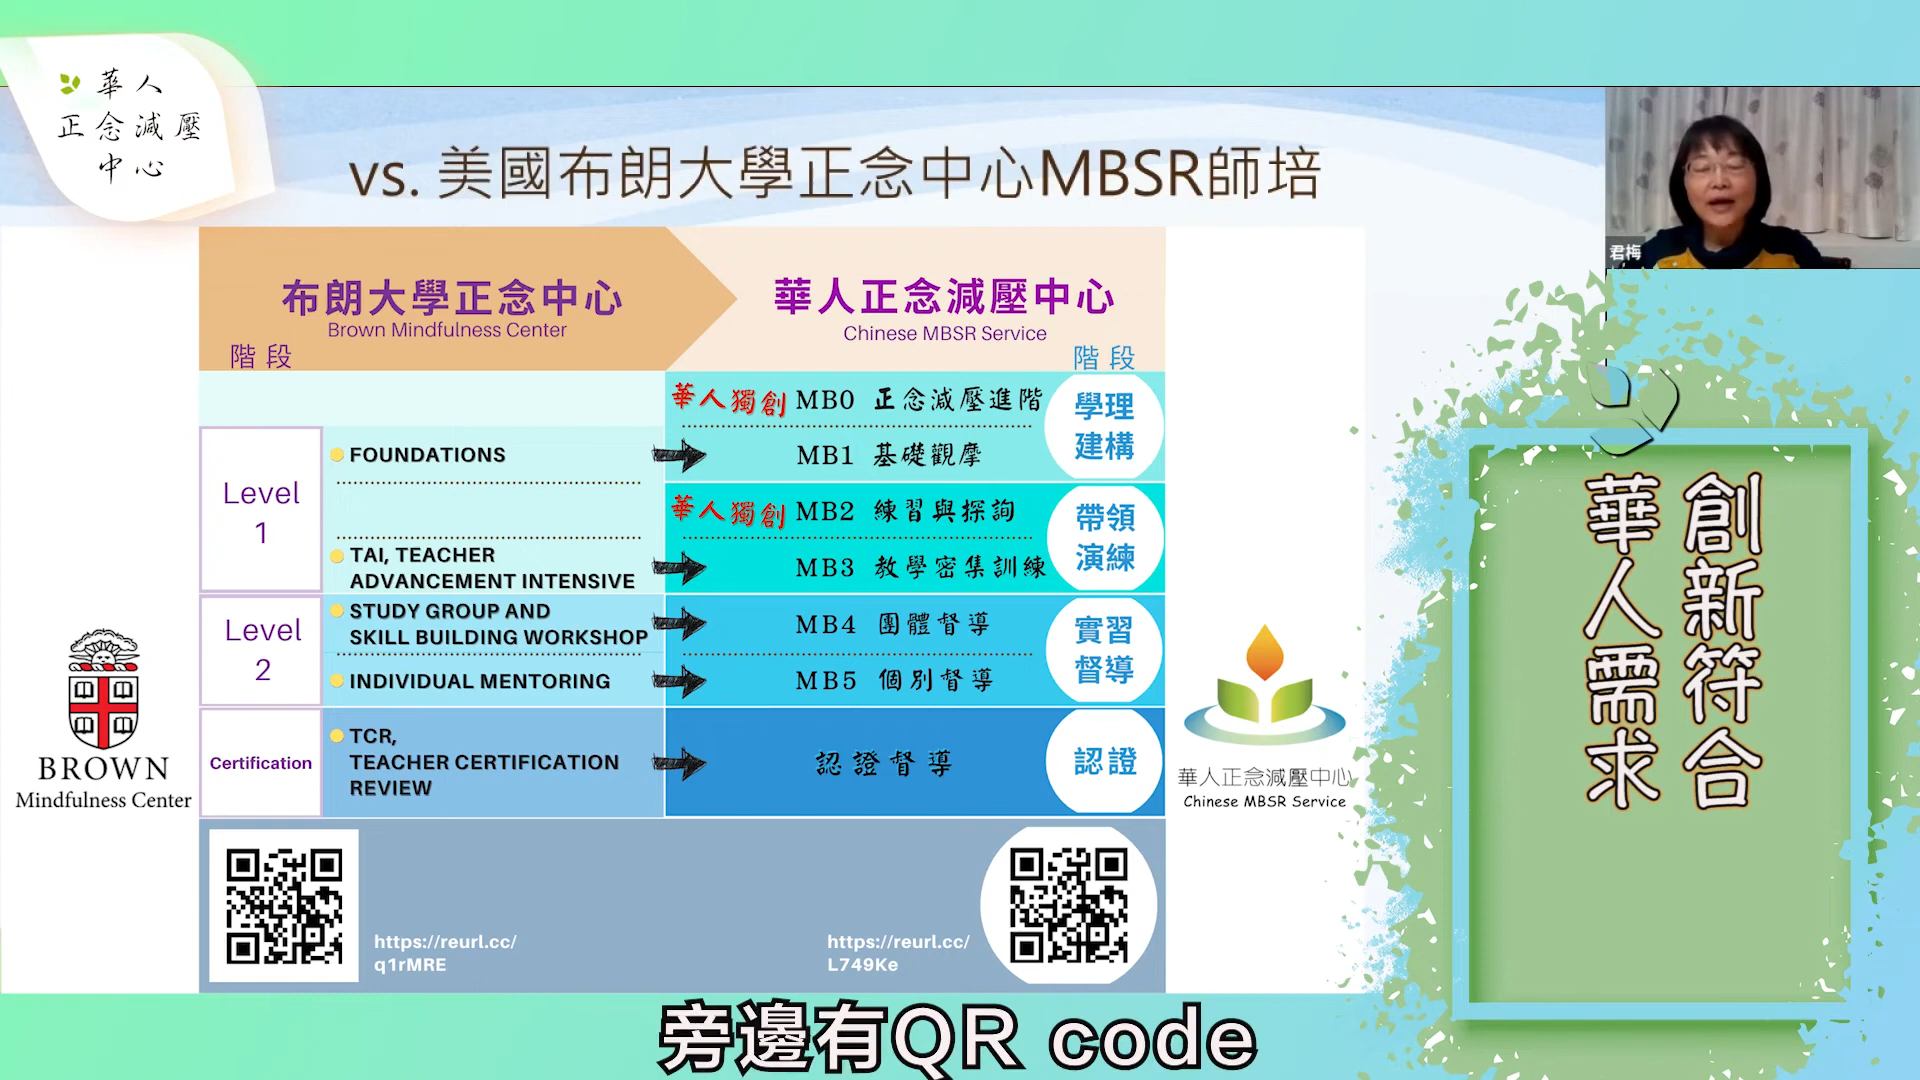 華人
正念減壓
中心
vs. 美國布朗大學正念中心MBSR師培
君梅
布朗大學正念中心
Brown Mindfulness Center
階段
華人正念減壓中心
Chinese MBSR Service
階段
華人獨創 MB0 正念減壓進階
學理
建構
Level
1
FOUNDATIONS
MB1 基礎觀摩
華人獨創 MB2 練習與探詢
帶領
演練
TAI, TEACHER
ADVANCEMENT INTENSIVE
MB3 教學密集訓練
Level
2
STUDY GROUP AND
SKILL BUILDING WORKSHOP
MB4 團體督導
實習
督導
INDIVIDUAL MENTORING
MB5 個別督導
Certification
TCR,
TEACHER CERTIFICATION
REVIEW
認證督導
認證
BROWN
Mindfulness Center
華人正念減壓中心
Chinese MBSR Service
https://reurl.cc/
q1rMRE
https://reurl.cc/
L749Ke
創新符合
華人需求
旁邊有QR code